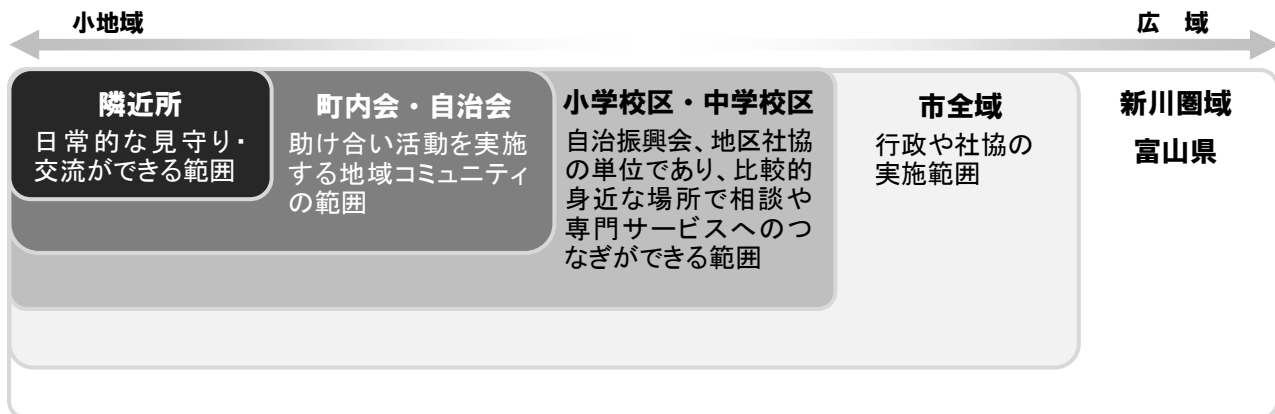 小地域
広 域
隣近所
日常的な見守り・
交流ができる範囲
町内会・自治会
助け合い活動を実施
する地域コミュニティ
の範囲
小学校区・中学校区
自治振興会、地区社協
の単位であり、比較的
身近な場所で相談や
専門サービスへのつ
なぎができる範囲
市全域
行政や社協の
実施範囲
新川圏域
富山県